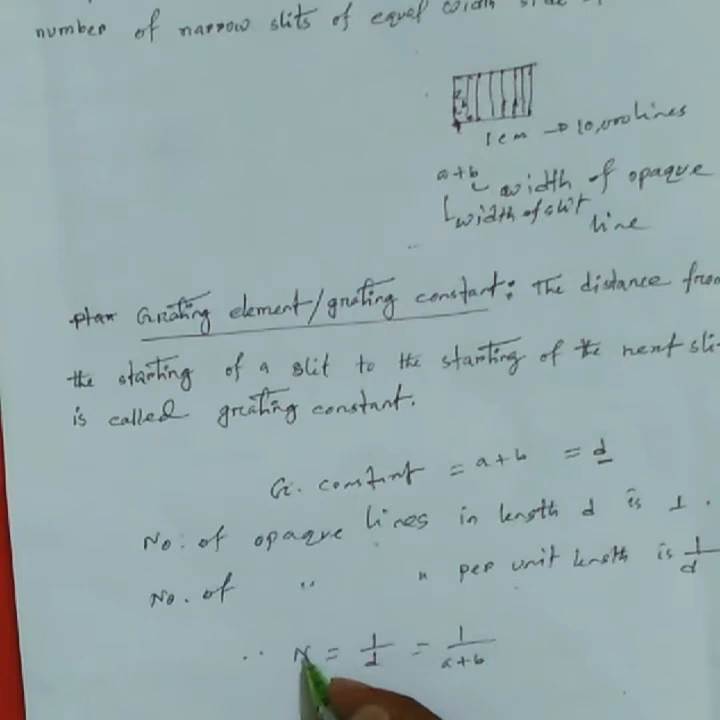 number of narrow slits of equal width
1 cm → 10,000 lines
a+b
width of opaque
width of slit
line
Grating element/grating constant: The distance from
the starting of a slit to the starting of the next sli
is called grating constant.
G. constant = a+b = d
No: of opaque lines in length d is 1.
No. of " " per unit length is 1/d
∴ N = 1/d = 1/a+b